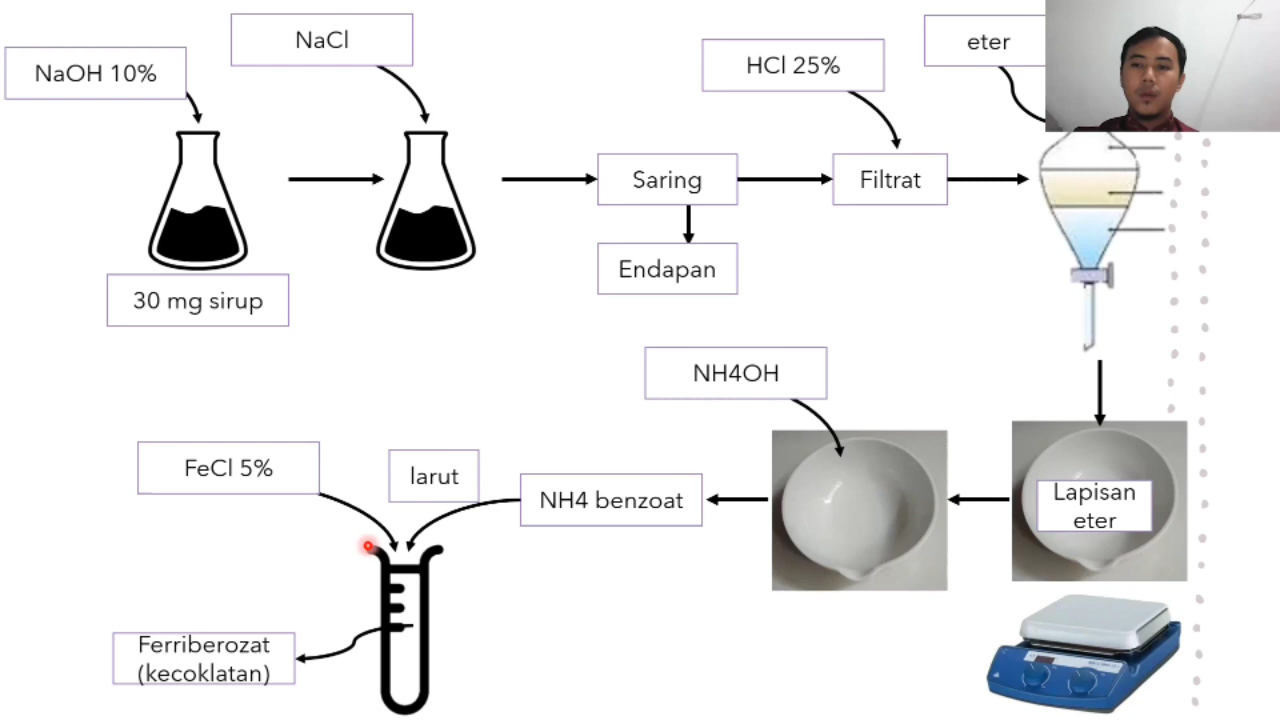 NaOH 10%
NaCl
HCl 25%
eter
30 mg sirup
Saring
Filtrat
Endapan
NH4OH
Lapisan
eter
NH4 benzoat
larut
FeCl 5%
Ferriberozat
(kecoklatan)